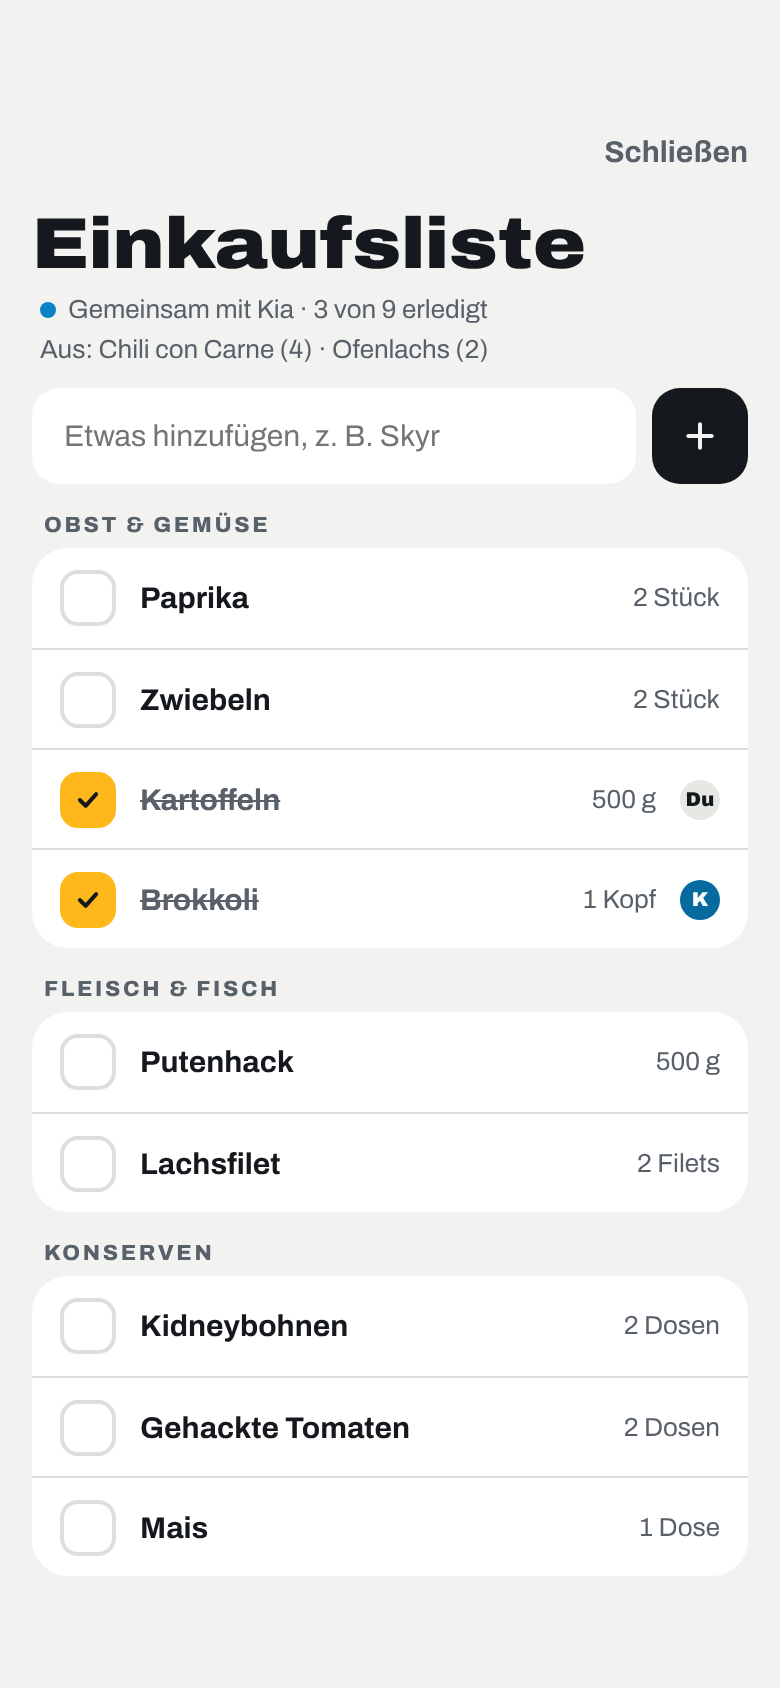 Schließen
Einkaufsliste
Gemeinsam mit Kia · 3 von 9 erledigt
Aus: Chili con Carne (4) · Ofenlachs (2)
Etwas hinzufügen, z. B. Skyr
OBST & GEMÜSE
Paprika 2 Stück
Zwiebeln 2 Stück
Kartoffeln 500 g Du
Brokkoli 1 Kopf K
FLEISCH & FISCH
Putenhack 500 g
Lachsfilet 2 Filets
KONSERVEN
Kidneybohnen 2 Dosen
Gehackte Tomaten 2 Dosen
Mais 1 Dose